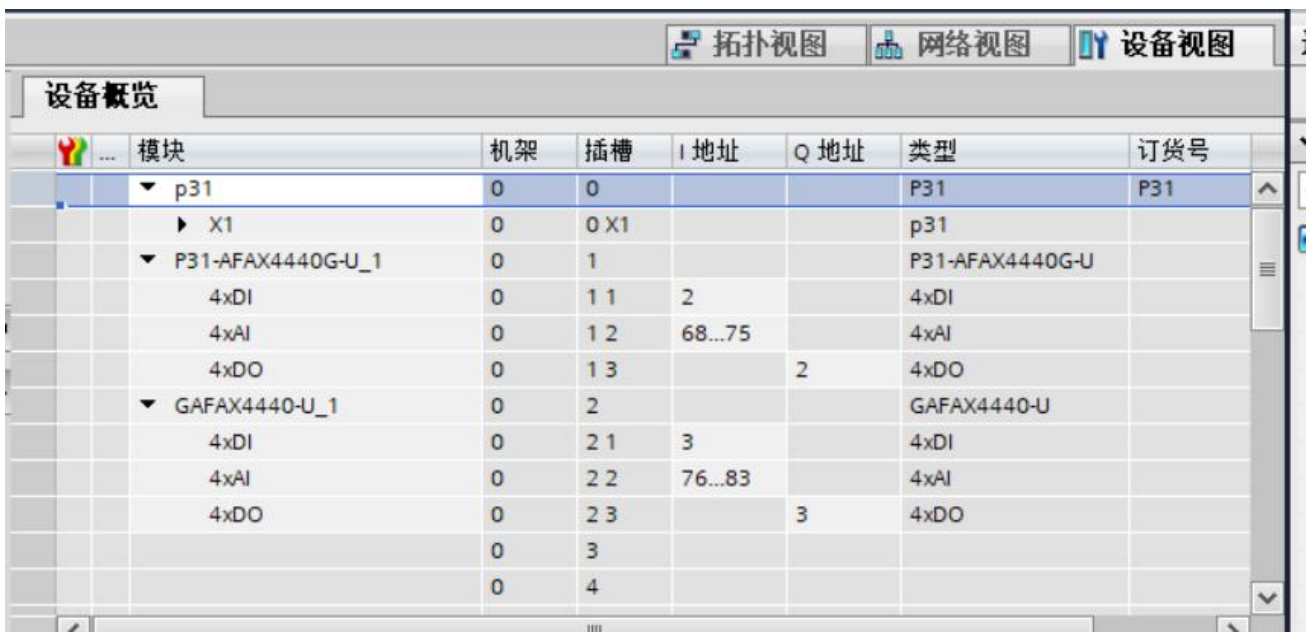 拓扑视图 网络视图 设备视图
设备概览
... 模块 机架 插槽 I 地址 Q 地址 类型 订货号
p31 0 0 P31 P31
X1 0 0 X1 p31
P31-AFAX4440G-U_1 0 1 P31-AFAX4440G-U
4xDI 0 1 1 2 4xDI
4xAI 0 1 2 68...75 4xAI
4xDO 0 1 3 2 4xDO
GAFAX4440-U_1 0 2 GAFAX4440-U
4xDI 0 2 1 3 4xDI
4xAI 0 2 2 76...83 4xAI
4xDO 0 2 3 3 4xDO
0 3
0 4